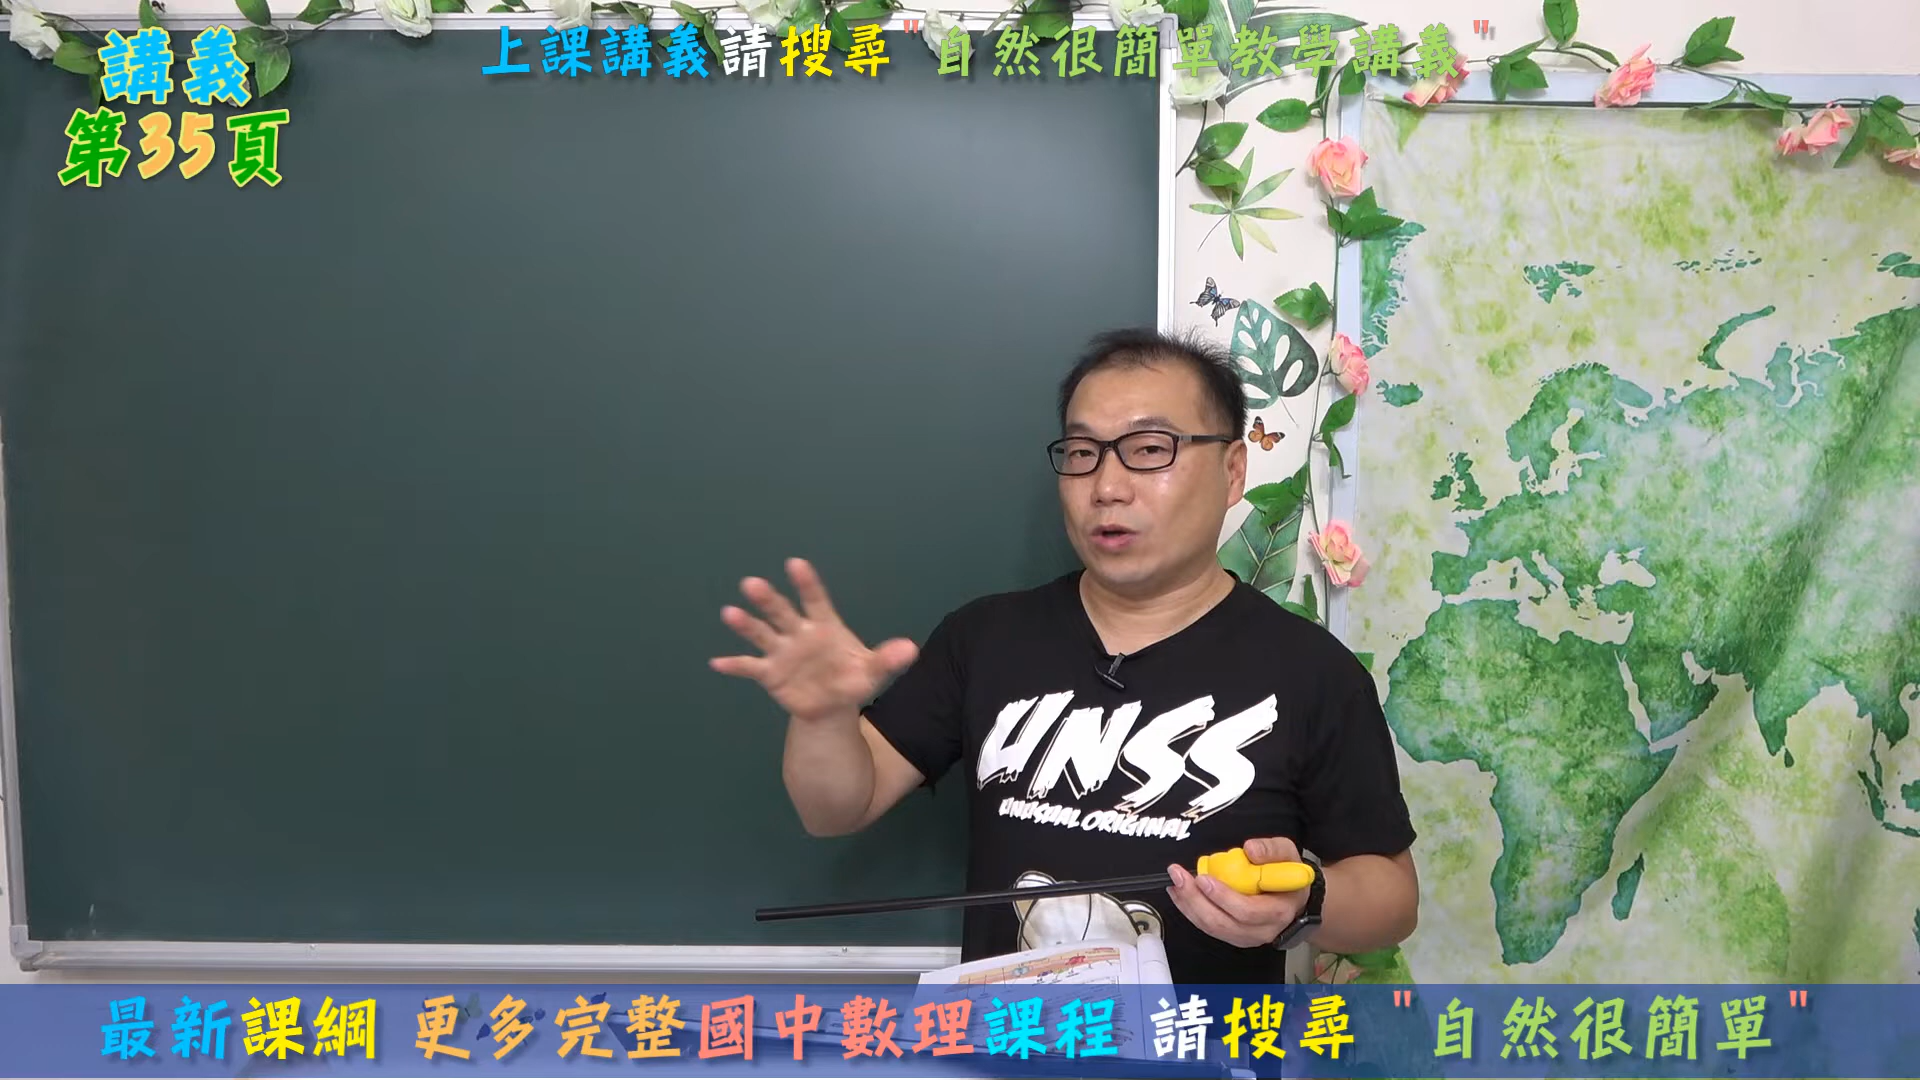 講義
第35頁
上課講義請搜尋"自然很簡單教學講義"
UNSS
UNUSUAL ORIGINAL
最新課綱 更多完整國中數理課程 請搜尋 "自然很簡單"